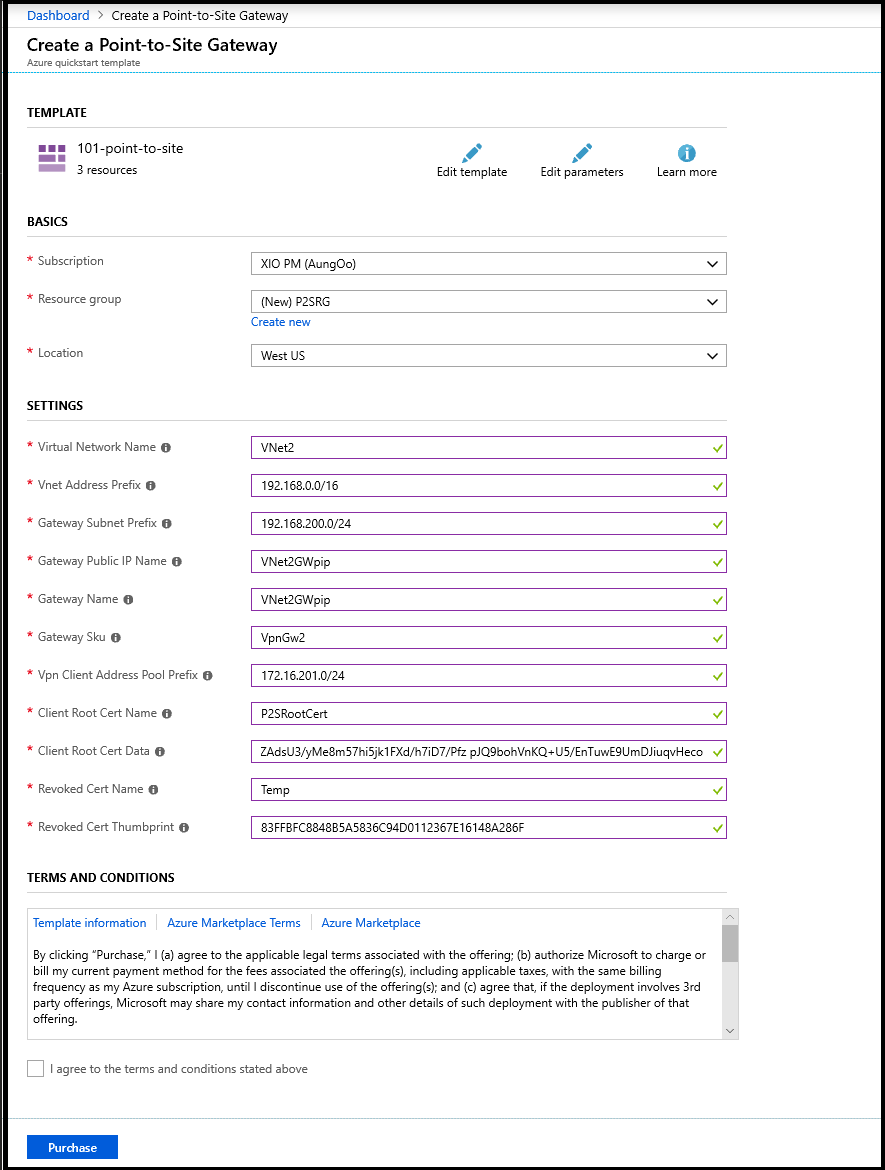 Dashboard > Create a Point-to-Site Gateway
Create a Point-to-Site Gateway
Azure quickstart template
TEMPLATE
101-point-to-site
3 resources
Edit template
Edit parameters
Learn more
BASICS
* Subscription
XIO PM (AungOo)
* Resource group
(New) P2SRG
Create new
* Location
West US
SETTINGS
* Virtual Network Name
VNet2
* Vnet Address Prefix
192.168.0.0/16
* Gateway Subnet Prefix
192.168.200.0/24
* Gateway Public IP Name
VNet2GWpip
* Gateway Name
VNet2GWpip
* Gateway Sku
VpnGw2
* Vpn Client Address Pool Prefix
172.16.201.0/24
* Client Root Cert Name
P2SRootCert
* Client Root Cert Data
ZAdsU3/yMe8m57hi5jk1FXd/h7iD7/Pfz pJQ9bohVnKQ+U5/EnTuwE9UmDJiuqvHeco
* Revoked Cert Name
Temp
* Revoked Cert Thumbprint
83FFBFC8848B5A5836C94D0112367E16148A286F
TERMS AND CONDITIONS
Template information | Azure Marketplace Terms | Azure Marketplace
By clicking “Purchase,” I (a) agree to the applicable legal terms associated with the offering; (b) authorize Microsoft to charge or
bill my current payment method for the fees associated the offering(s), including applicable taxes, with the same billing
frequency as my Azure subscription, until I discontinue use of the offering(s); and (c) agree that, if the deployment involves 3rd
party offerings, Microsoft may share my contact information and other details of such deployment with the publisher of that
offering.
I agree to the terms and conditions stated above
Purchase